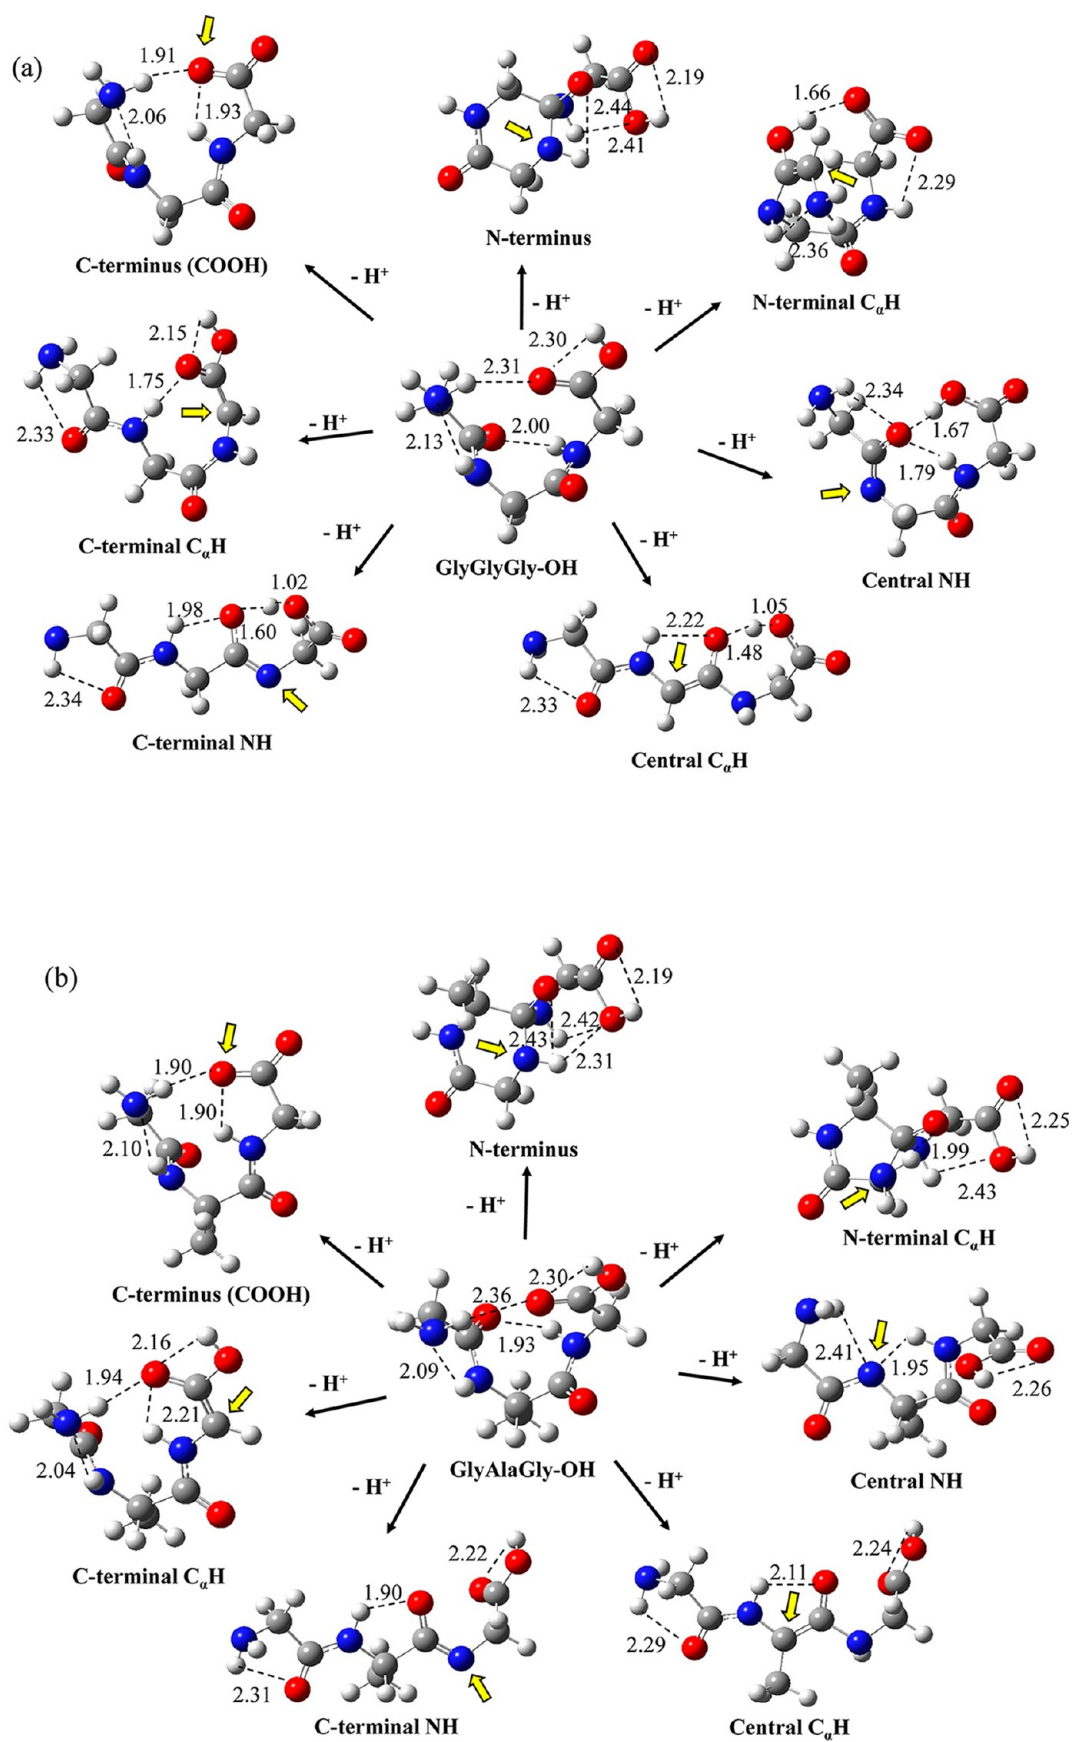 (a)
1.91
2.06
1.93
C-terminus (COOH)
2.19
2.44
2.41
N-terminus
1.66
2.29
2.36
N-terminal CαH
- H⁺
- H⁺
- H⁺
2.15
1.75
2.33
C-terminal CαH
- H⁺
2.30
2.31
2.00
2.13
GlyGlyGly-OH
- H⁺
2.34
1.67
1.79
Central NH
- H⁺
- H⁺
1.02
1.98
1.60
2.34
C-terminal NH
1.05
2.22
1.48
2.33
Central CαH
(b)
2.19
2.42
2.43
2.31
N-terminus
1.90
1.90
2.10
C-terminus (COOH)
2.25
1.99
2.43
N-terminal CαH
- H⁺
- H⁺
- H⁺
2.16
1.94
2.21
2.04
C-terminal CαH
- H⁺
2.30
2.36
1.93
2.09
GlyAlaGly-OH
- H⁺
2.41
1.95
2.26
Central NH
- H⁺
- H⁺
2.22
1.90
2.31
C-terminal NH
2.24
2.11
2.29
Central CαH